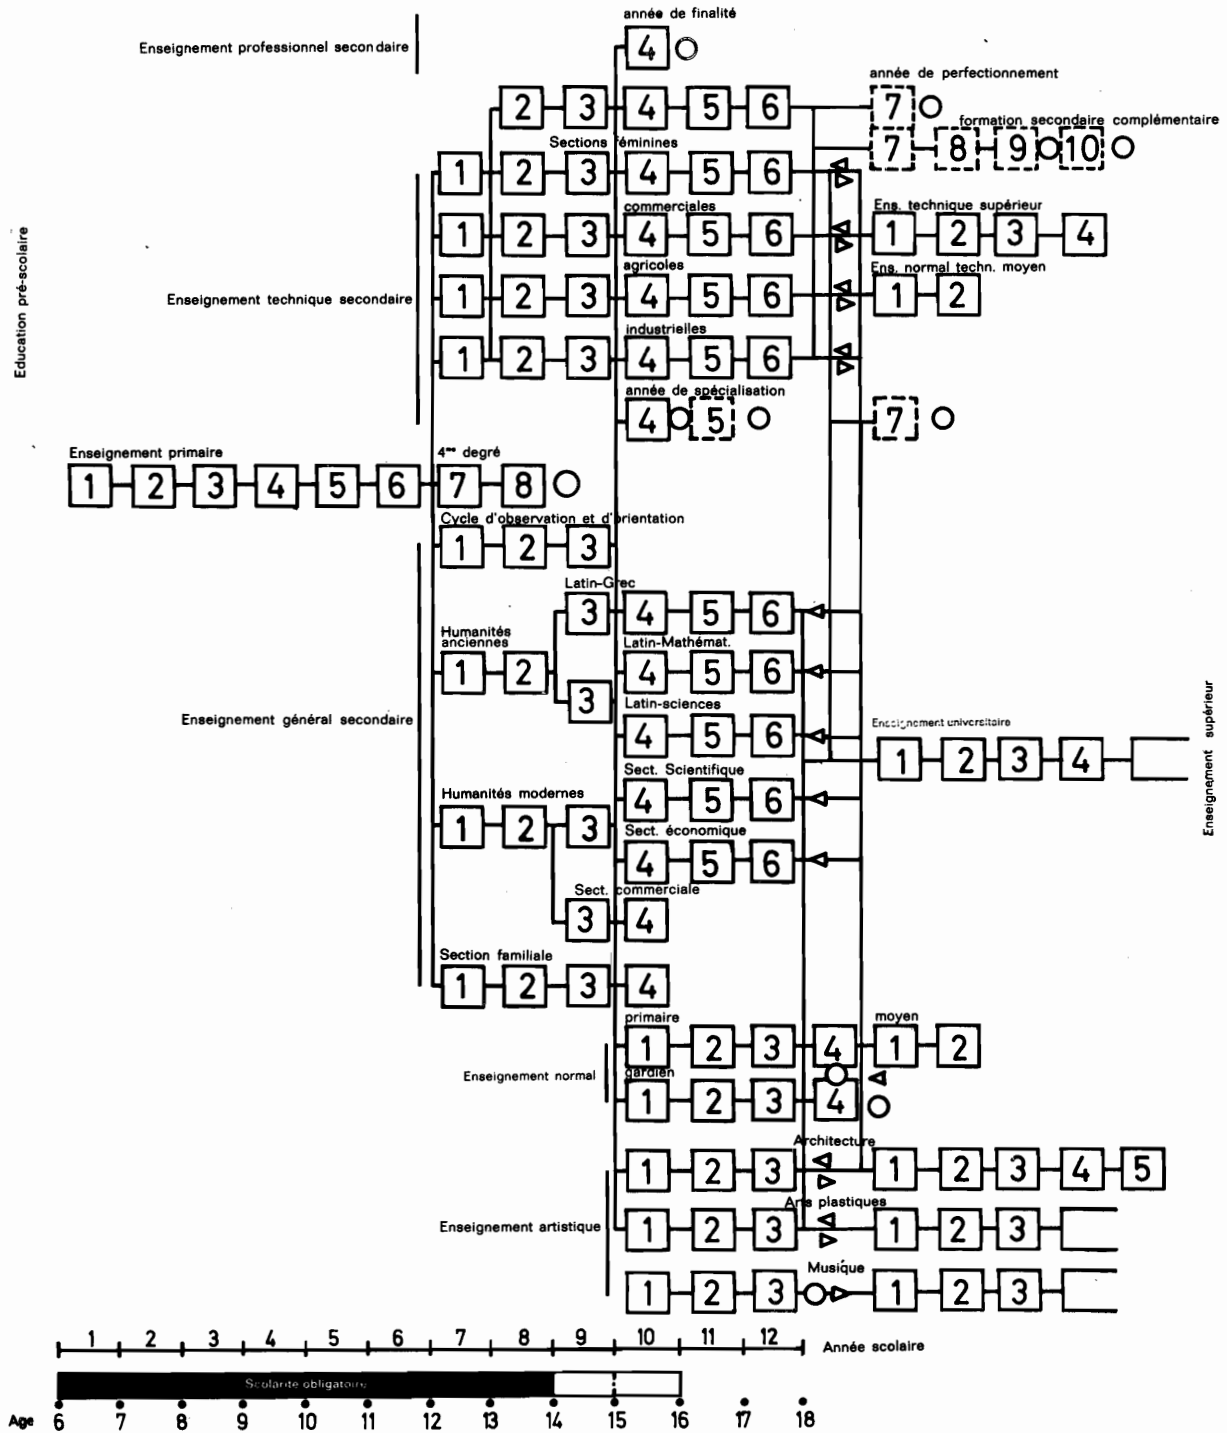 année de finalité
Enseignement professionnel secondaire
4
année de perfectionnement
2 3 4 5 6 7
formation secondaire complémentaire
7 8 9 10
Sections féminines
1 2 3 4 5 6
commerciales
Ens. technique supérieur
1 2 3 4 5 6 1 2 3 4
agricoles
Ens. normal techn. moyen
Enseignement technique secondaire
1 2 3 4 5 6 1 2
industrielles
1 2 3 4 5 6
Education pré-scolaire
année de spécialisation
4 5 7
Enseignement primaire
4me degré
1 2 3 4 5 6 7 8
Cycle d'observation et d'orientation
1 2 3
Latin-Grec
3 4 5 6
Humanités
anciennes
Latin-Mathémat.
1 2 4 5 6
3
Latin-sciences
Enseignement général secondaire
4 5 6
Enseignement universitaire
1 2 3 4
Enseignement supérieur
Sect. Scientifique
4 5 6
Humanités modernes
1 2 3
Sect. économique
4 5 6
Sect. commerciale
3 4
Section familiale
1 2 3 4
primaire
moyen
1 2 3 4 1 2
Enseignement normal
gardien
1 2 3 4
Architecture
1 2 3 1 2 3 4 5
Arts plastiques
Enseignement artistique
1 2 3 1 2 3
Musique
1 2 3 1 2 3
1 2 3 4 5 6 7 8 9 10 11 12 Année scolaire
Scolarité obligatoire
Age 6 7 8 9 10 11 12 13 14 15 16 17 18